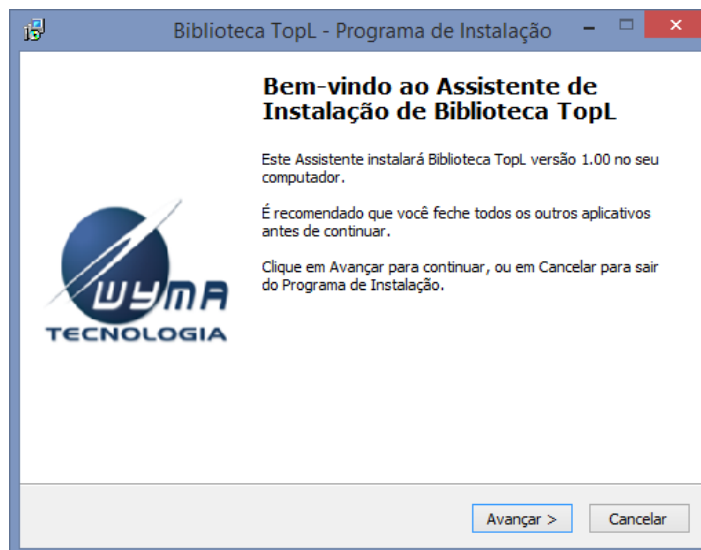 Biblioteca TopL - Programa de Instalação
Bem-vindo ao Assistente de
Instalação de Biblioteca TopL
Este Assistente instalará Biblioteca TopL versão 1.00 no seu
computador.
É recomendado que você feche todos os outros aplicativos
antes de continuar.
Clique em Avançar para continuar, ou em Cancelar para sair
do Programa de Instalação.
WYMA
TECNOLOGIA
Avançar >
Cancelar